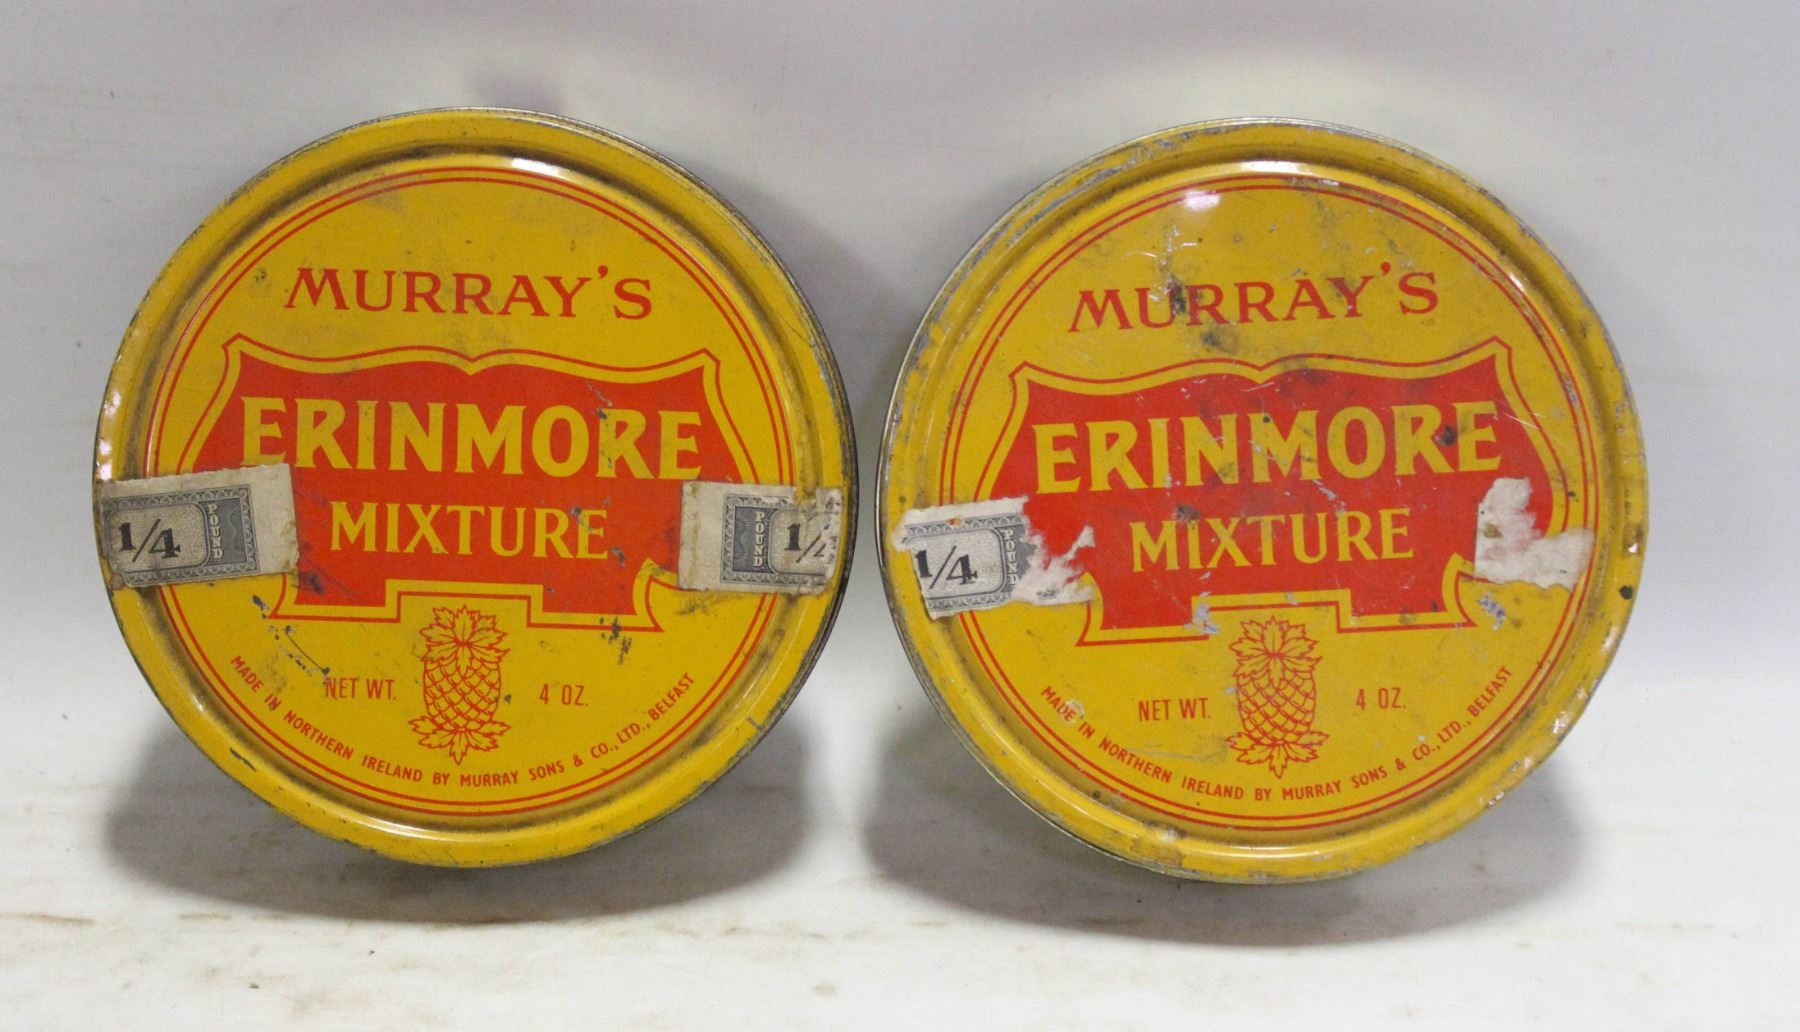 MURRAY'S
ERINMORE
MIXTURE
1/4 POUND
POUND 1/4
NET WT. 4 OZ.
MADE IN NORTHERN IRELAND BY MURRAY SONS & CO., LTD., BELFAST
MURRAY'S
ERINMORE
MIXTURE
1/4 POUND
NET WT. 4 OZ.
MADE IN NORTHERN IRELAND BY MURRAY SONS & CO., LTD., BELFAST